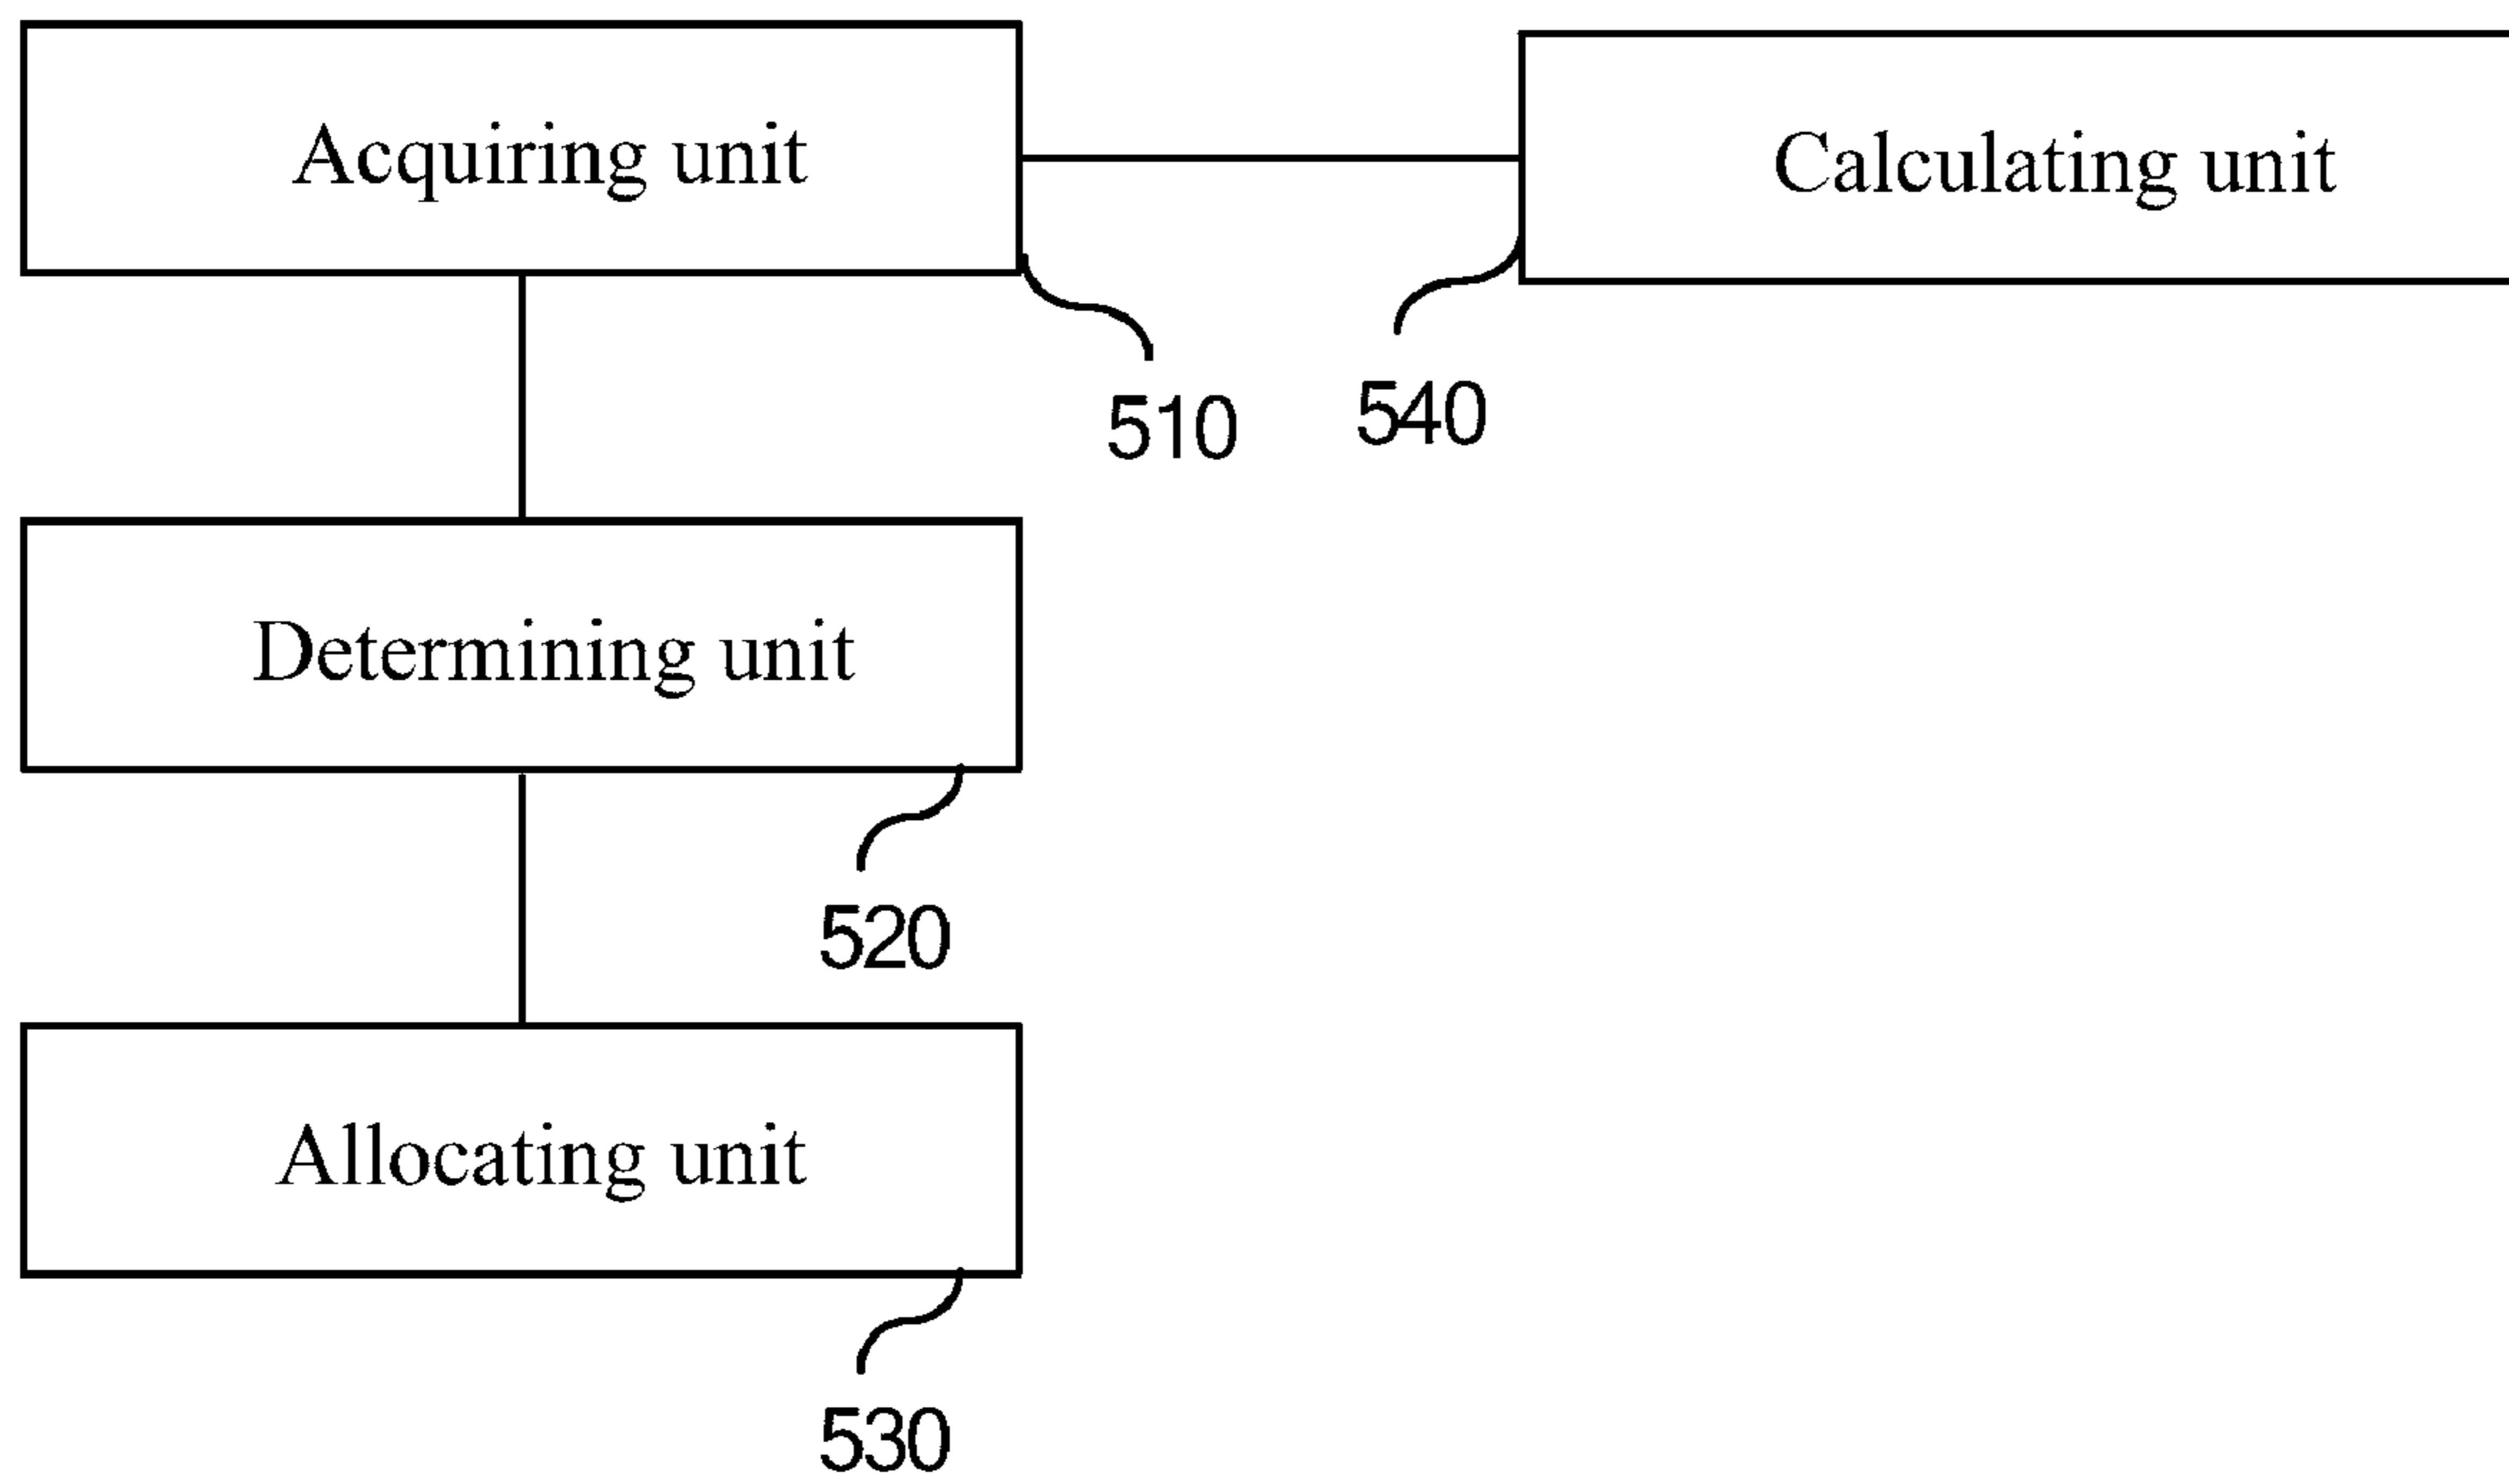 Acquiring unit
Calculating unit
510
540
Determining unit
520
Allocating unit
530